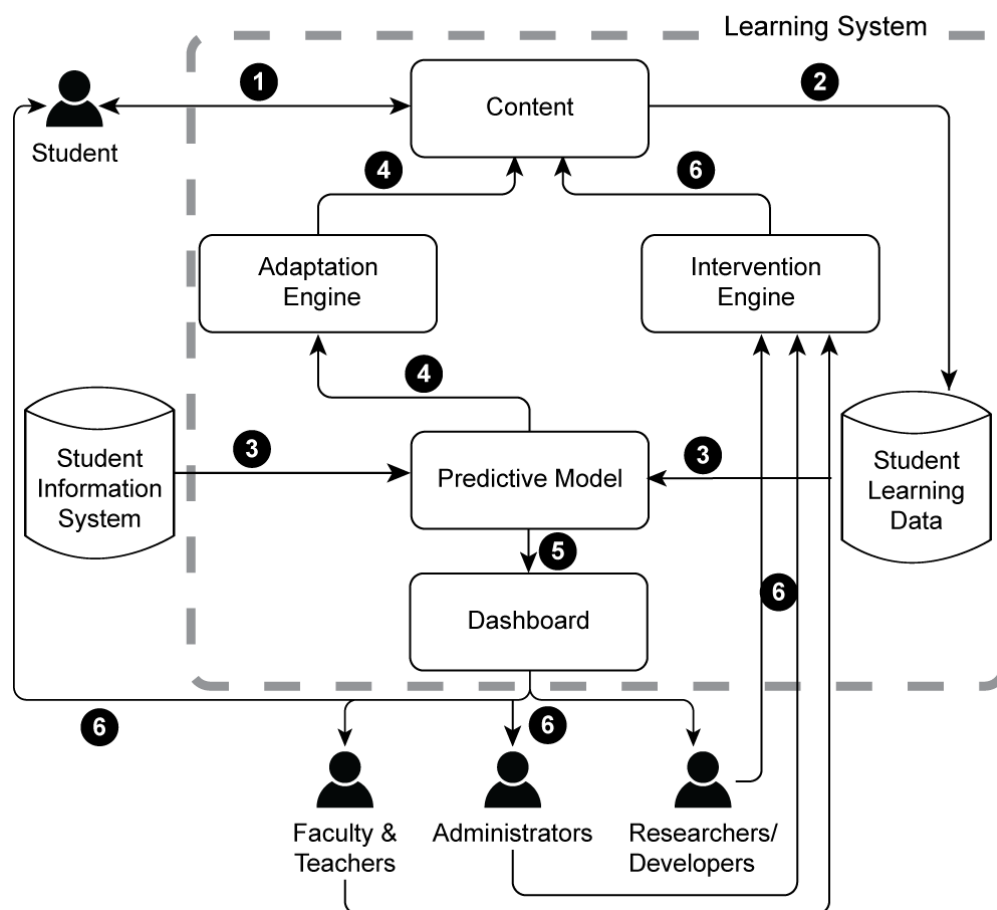 Learning System
1
2
Content
Student
4
6
Adaptation
Engine
Intervention
Engine
4
Student
Information
System
3
Predictive Model
3
Student
Learning
Data
5
Dashboard
6
6
6
Faculty &
Teachers
Administrators
Researchers/
Developers